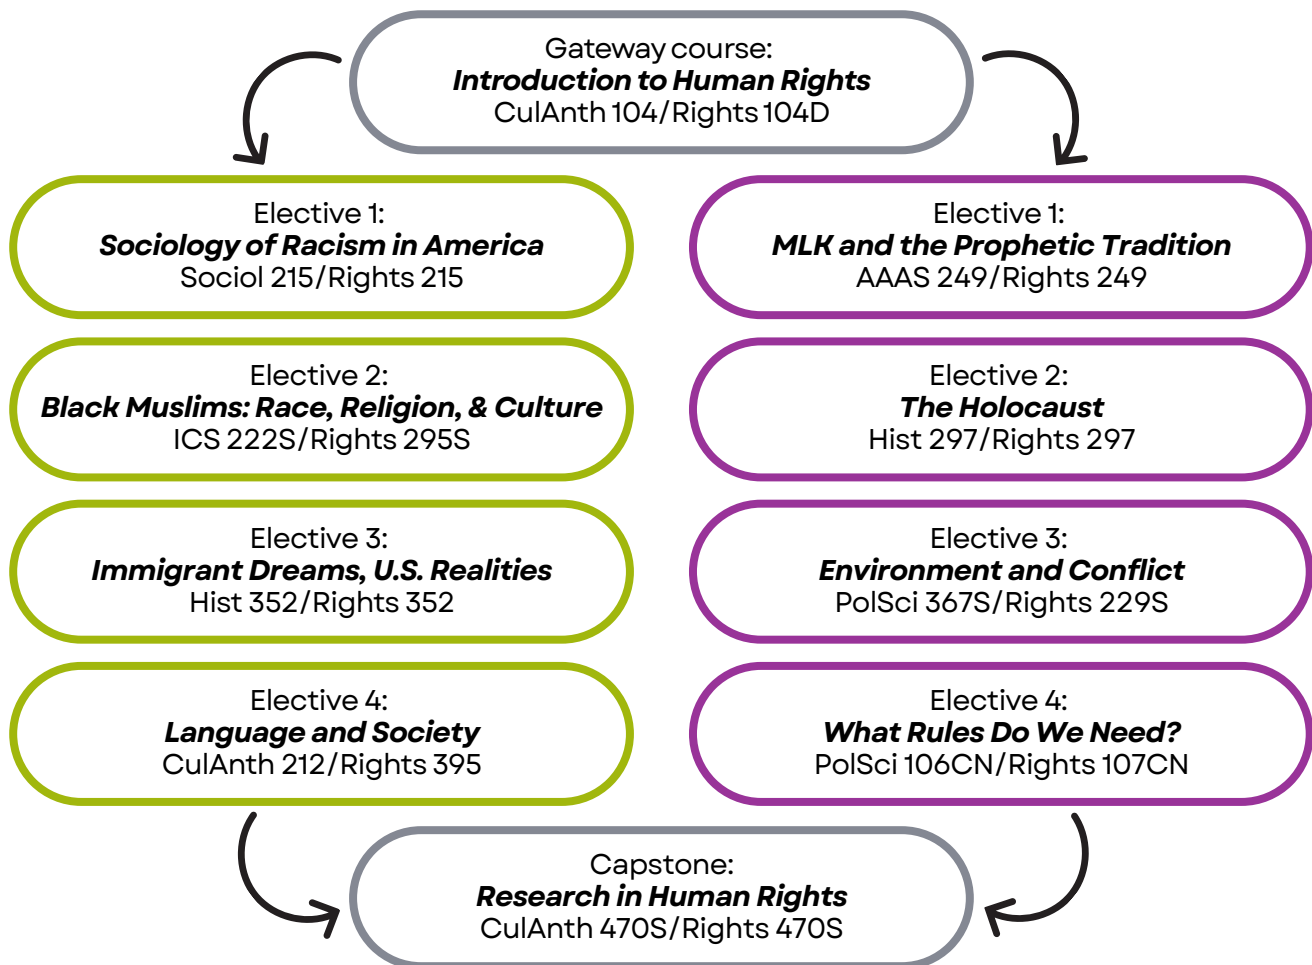 Gateway course:
Introduction to Human Rights
CulAnth 104/Rights 104D
Elective 1:
Sociology of Racism in America
Sociol 215/Rights 215
Elective 2:
Black Muslims: Race, Religion, & Culture
ICS 222S/Rights 295S
Elective 3:
Immigrant Dreams, U.S. Realities
Hist 352/Rights 352
Elective 4:
Language and Society
CulAnth 212/Rights 395
Elective 1:
MLK and the Prophetic Tradition
AAAS 249/Rights 249
Elective 2:
The Holocaust
Hist 297/Rights 297
Elective 3:
Environment and Conflict
PolSci 367S/Rights 229S
Elective 4:
What Rules Do We Need?
PolSci 106CN/Rights 107CN
Capstone:
Research in Human Rights
CulAnth 470S/Rights 470S